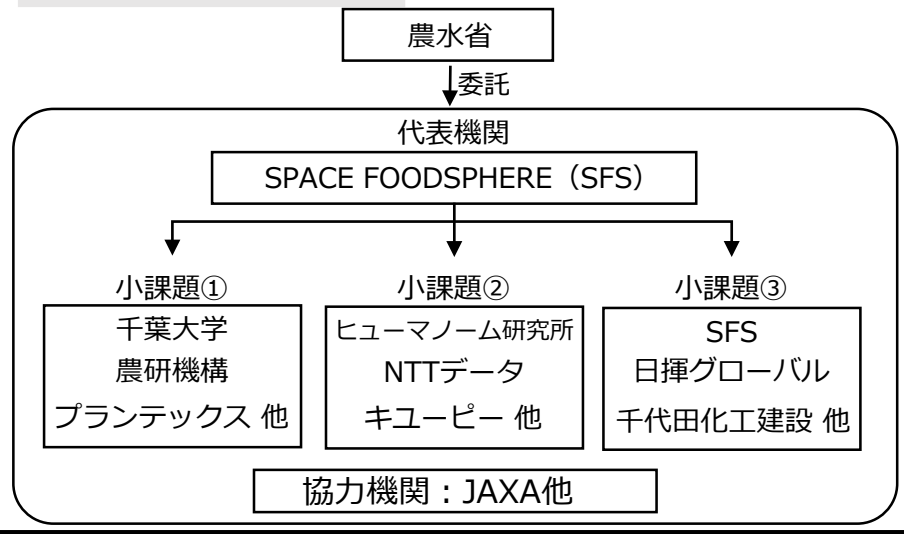 農水省
委託
代表機関
SPACE FOODSPHERE（SFS）
小課題①
千葉大学
農研機構
プランテックス 他
小課題②
ヒューマノーム研究所
NTTデータ
キユーピー 他
小課題③
SFS
日揮グローバル
千代田化工建設 他
協力機関：JAXA他